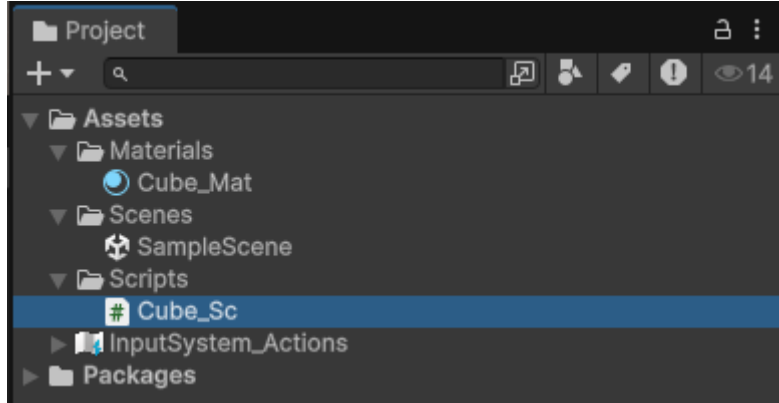 Project
14
Assets
Materials
Cube_Mat
Scenes
SampleScene
Scripts
# Cube_Sc
InputSystem_Actions
Packages